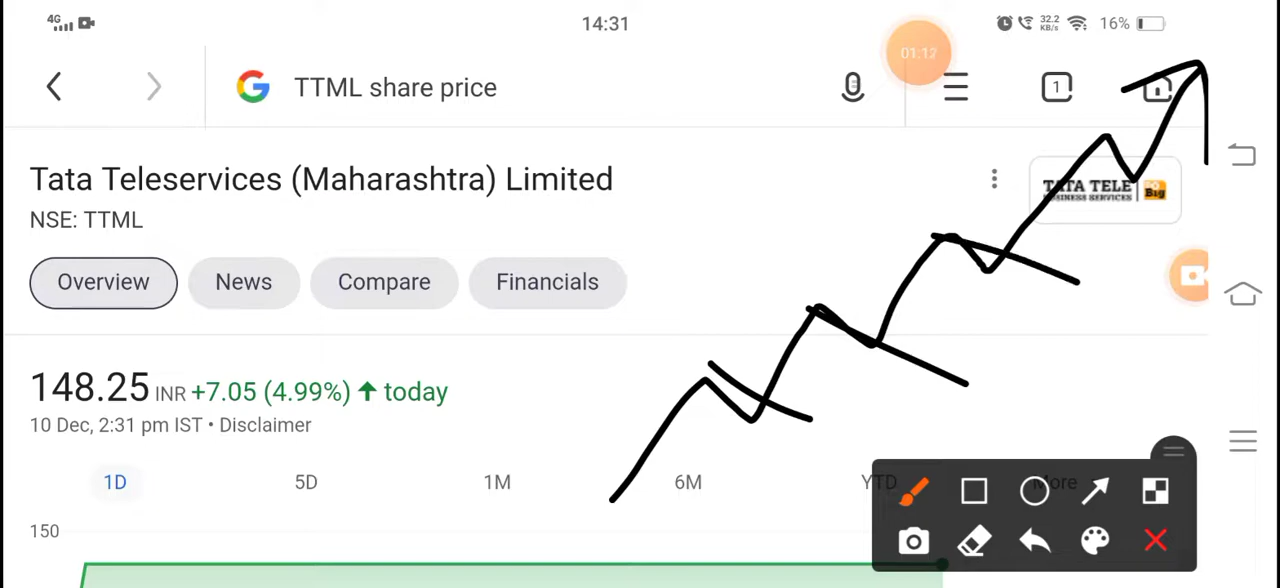 4G 14:31 32.2 KB/s 16%
01:12
TTML share price 1
Tata Teleservices (Maharashtra) Limited
NSE: TTML
TATA TELE
BUSINESS SERVICES Big
Overview News Compare Financials
148.25 INR +7.05 (4.99%) ↑ today
10 Dec, 2:31 pm IST • Disclaimer
1D 5D 1M 6M YTD More
150